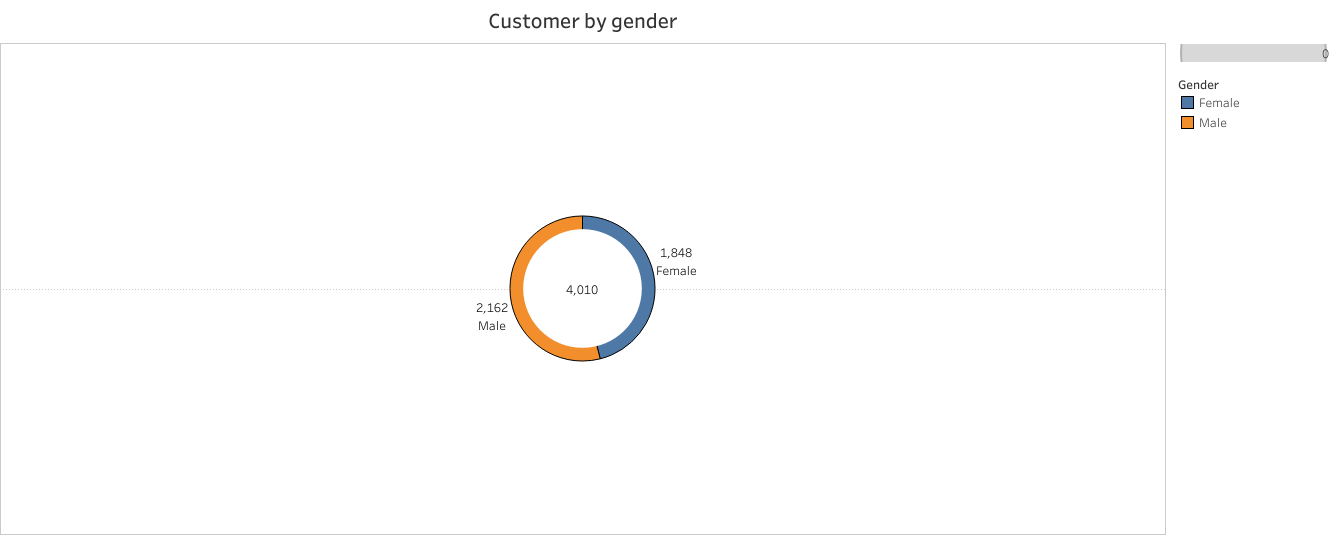 Customer by gender
0
Gender
Female
Male
1,848
Female
4,010
2,162
Male